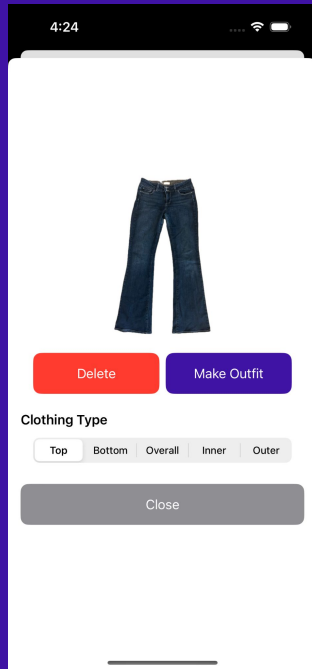 4:24
Delete
Make Outfit
Clothing Type
Top
Bottom
Overall
Inner
Outer
Close